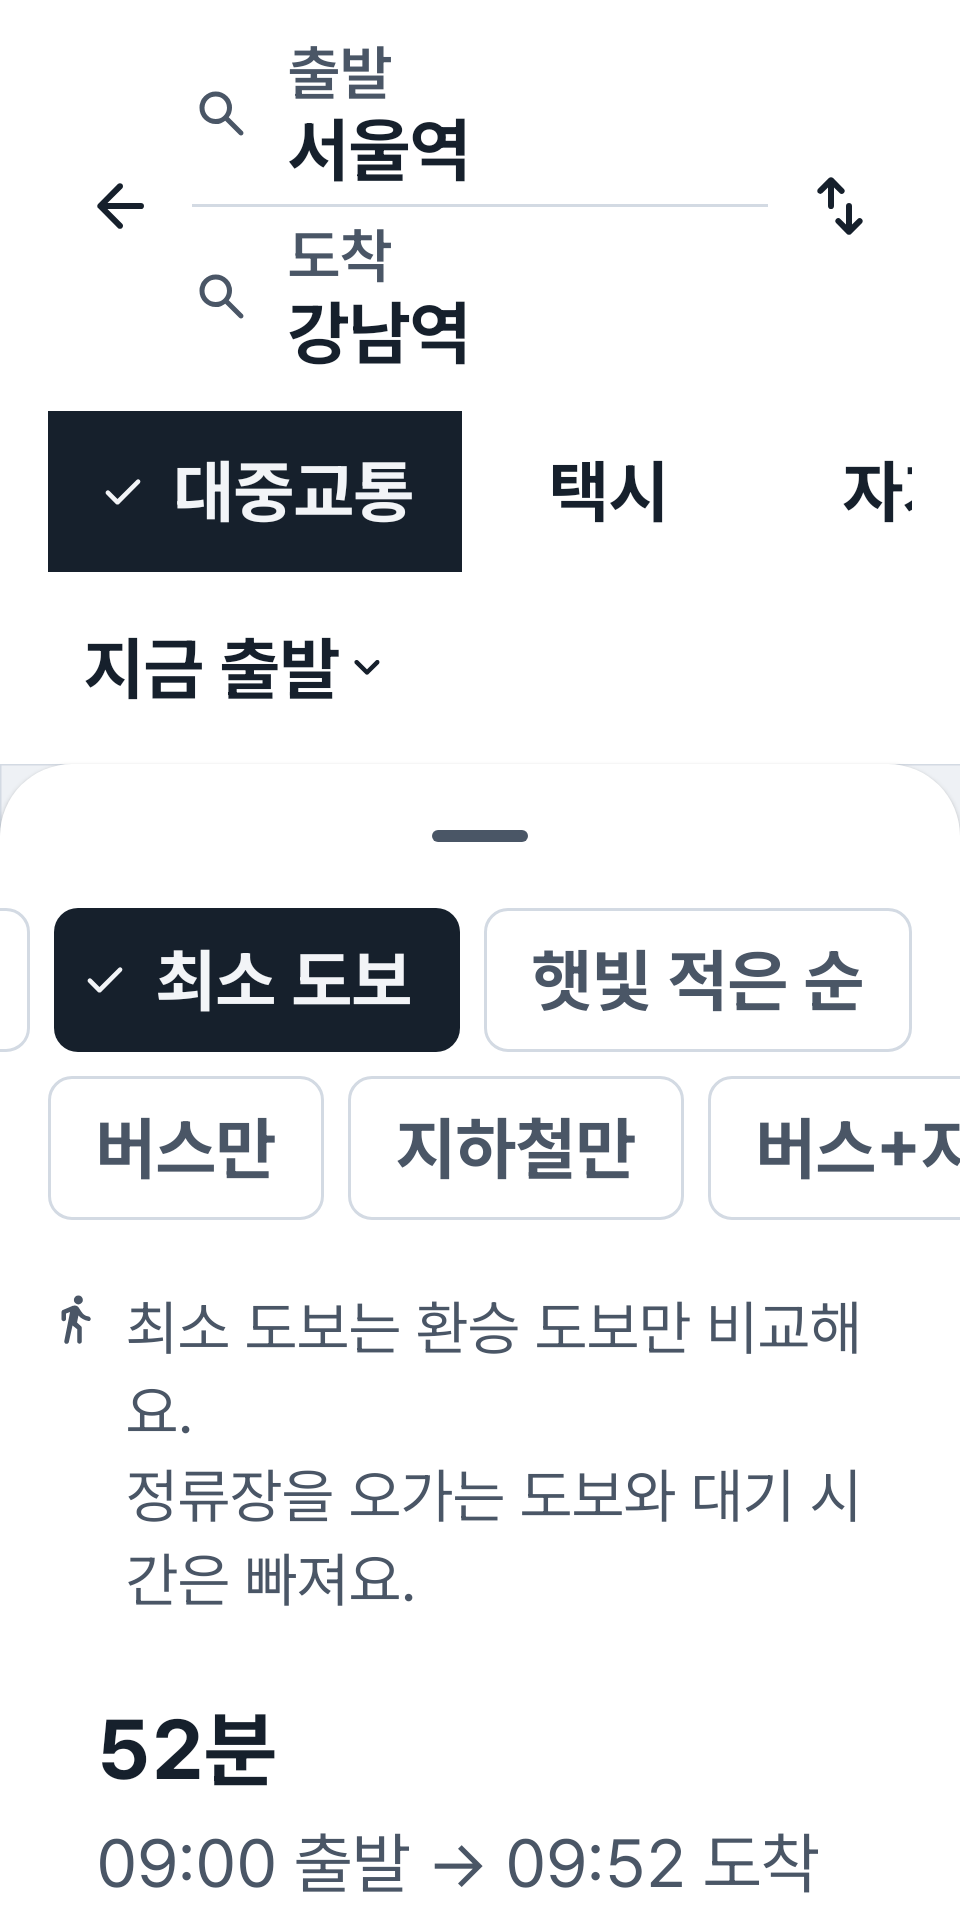 출발
서울역
도착
강남역
대중교통 택시 자
지금 출발
최소 도보 햇빛 적은 순
버스만 지하철만 버스+지
최소 도보는 환승 도보만 비교해
요.
정류장을 오가는 도보와 대기 시
간은 빠져요.
52분
09:00 출발 → 09:52 도착